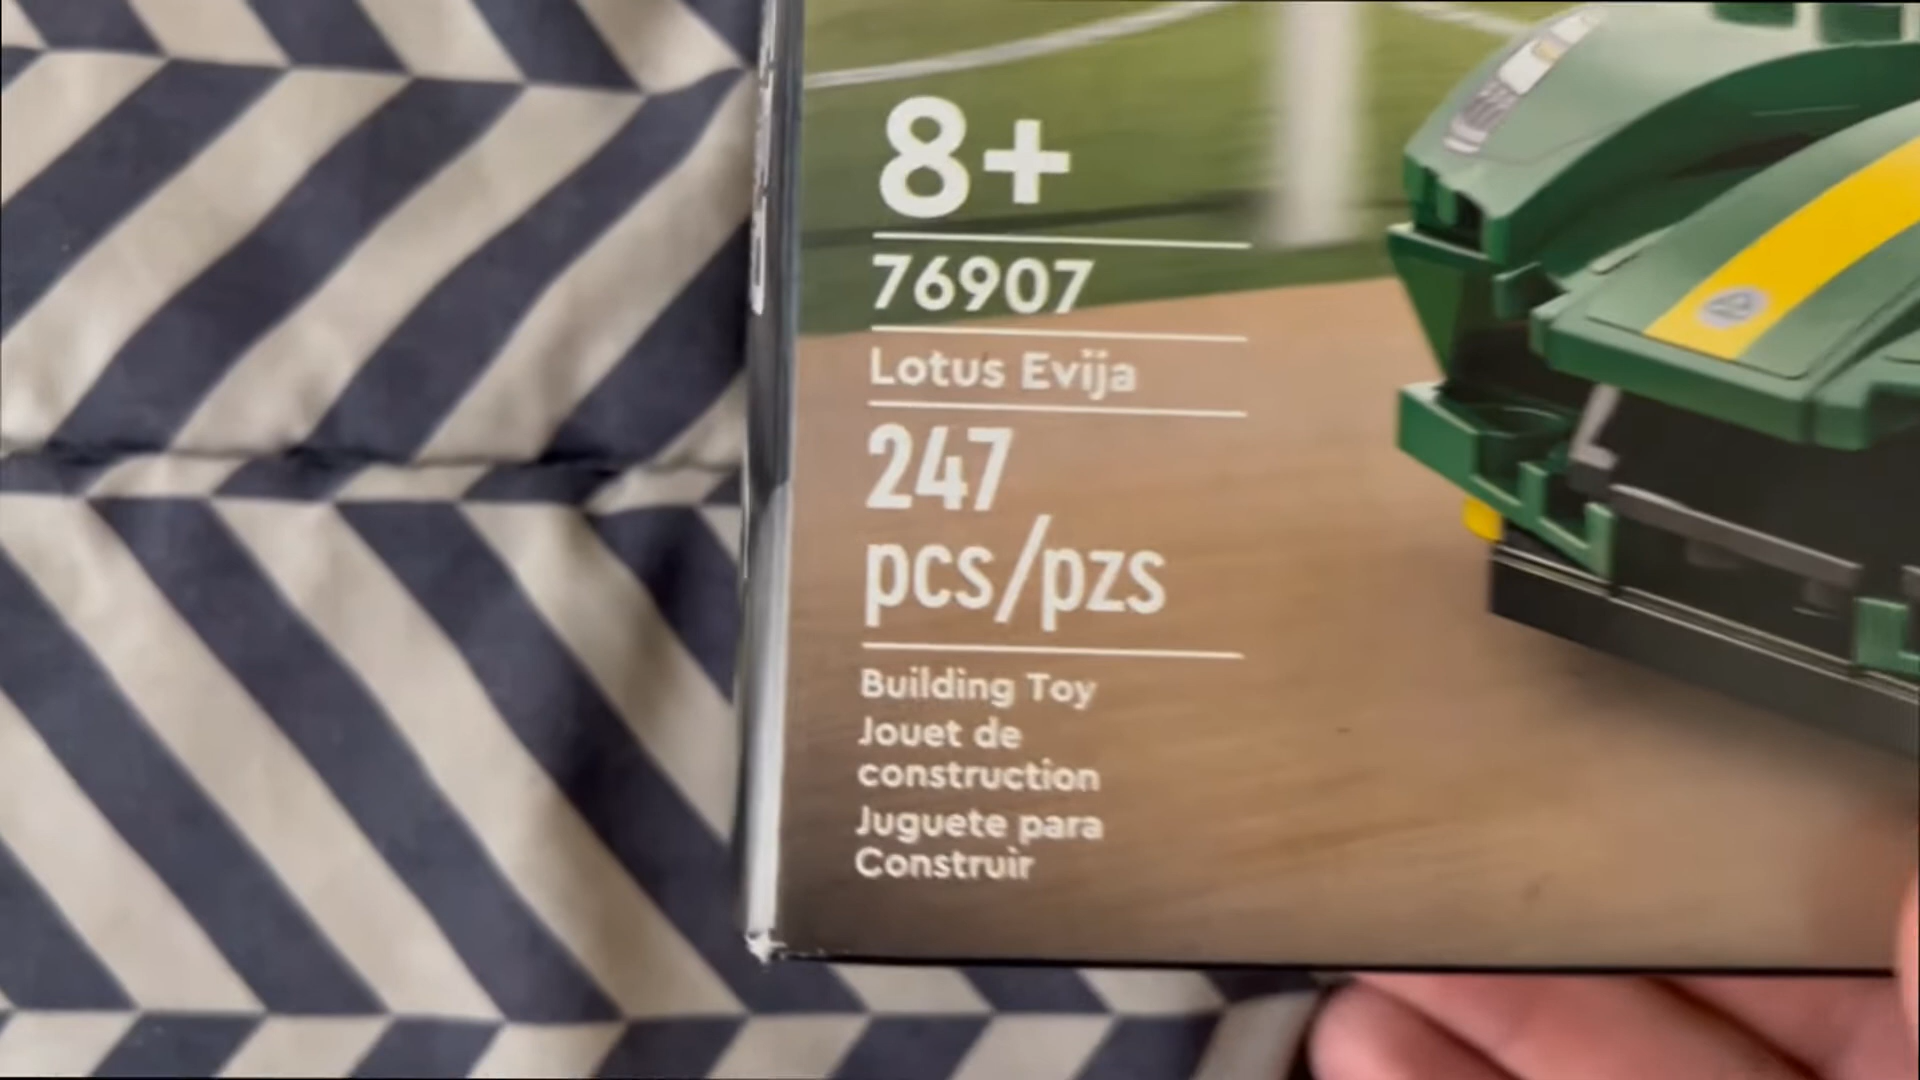 8+
76907
Lotus Evija
247
pcs/pzs
Building Toy
Jouet de
construction
Juguete para
Construir